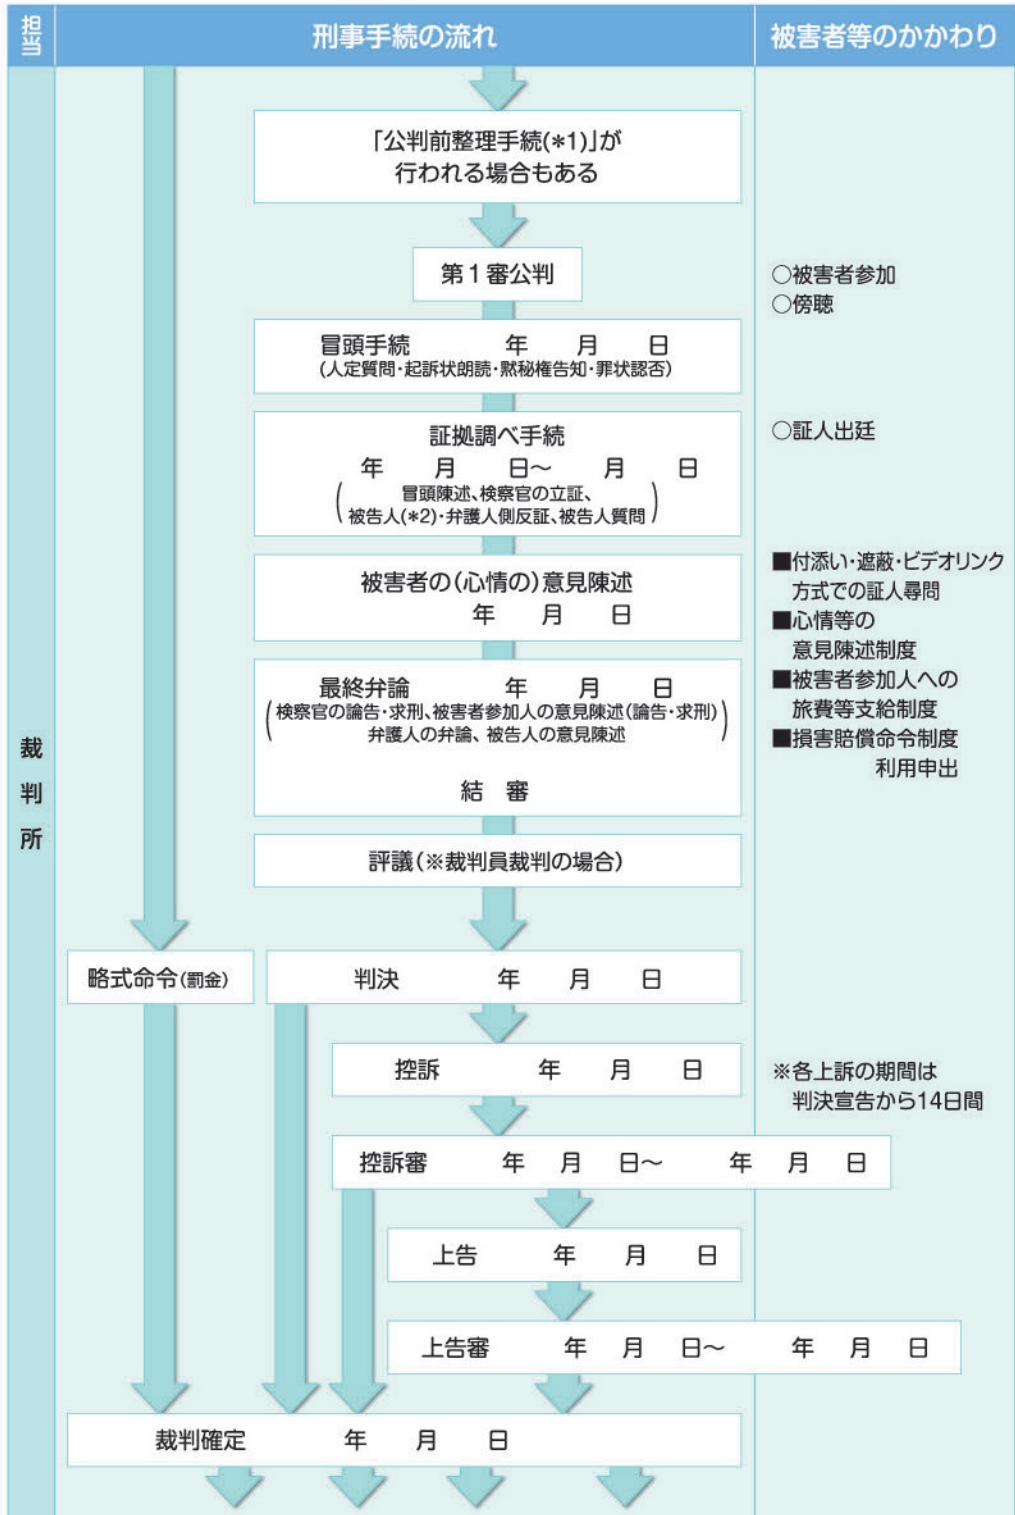 担当
刑事手続の流れ
被害者等のかかわり
裁判所
「公判前整理手続(*1)」が
行われる場合もある
第1審公判
○被害者参加
○傍聴
冒頭手続 年 月 日
(人定質問・起訴状朗読・黙秘権告知・罪状認否)
証拠調べ手続
年 月 日〜 月 日
(冒頭陳述、検察官の立証、
被告人(*2)・弁護人側反証、被告人質問)
○証人出廷
被害者の(心情の)意見陳述
年 月 日
■付添い・遮蔽・ビデオリンク
方式での証人尋問
■心情等の
意見陳述制度
■被害者参加人への
旅費等支給制度
■損害賠償命令制度
利用申出
最終弁論 年 月 日
(検察官の論告・求刑、被害者参加人の意見陳述(論告・求刑)
弁護人の弁論、被告人の意見陳述)
結 審
評議(※裁判員裁判の場合)
略式命令(罰金)
判決 年 月 日
控訴 年 月 日
※各上訴の期間は
判決宣告から14日間
控訴審 年 月 日〜 年 月 日
上告 年 月 日
上告審 年 月 日〜 年 月 日
裁判確定 年 月 日